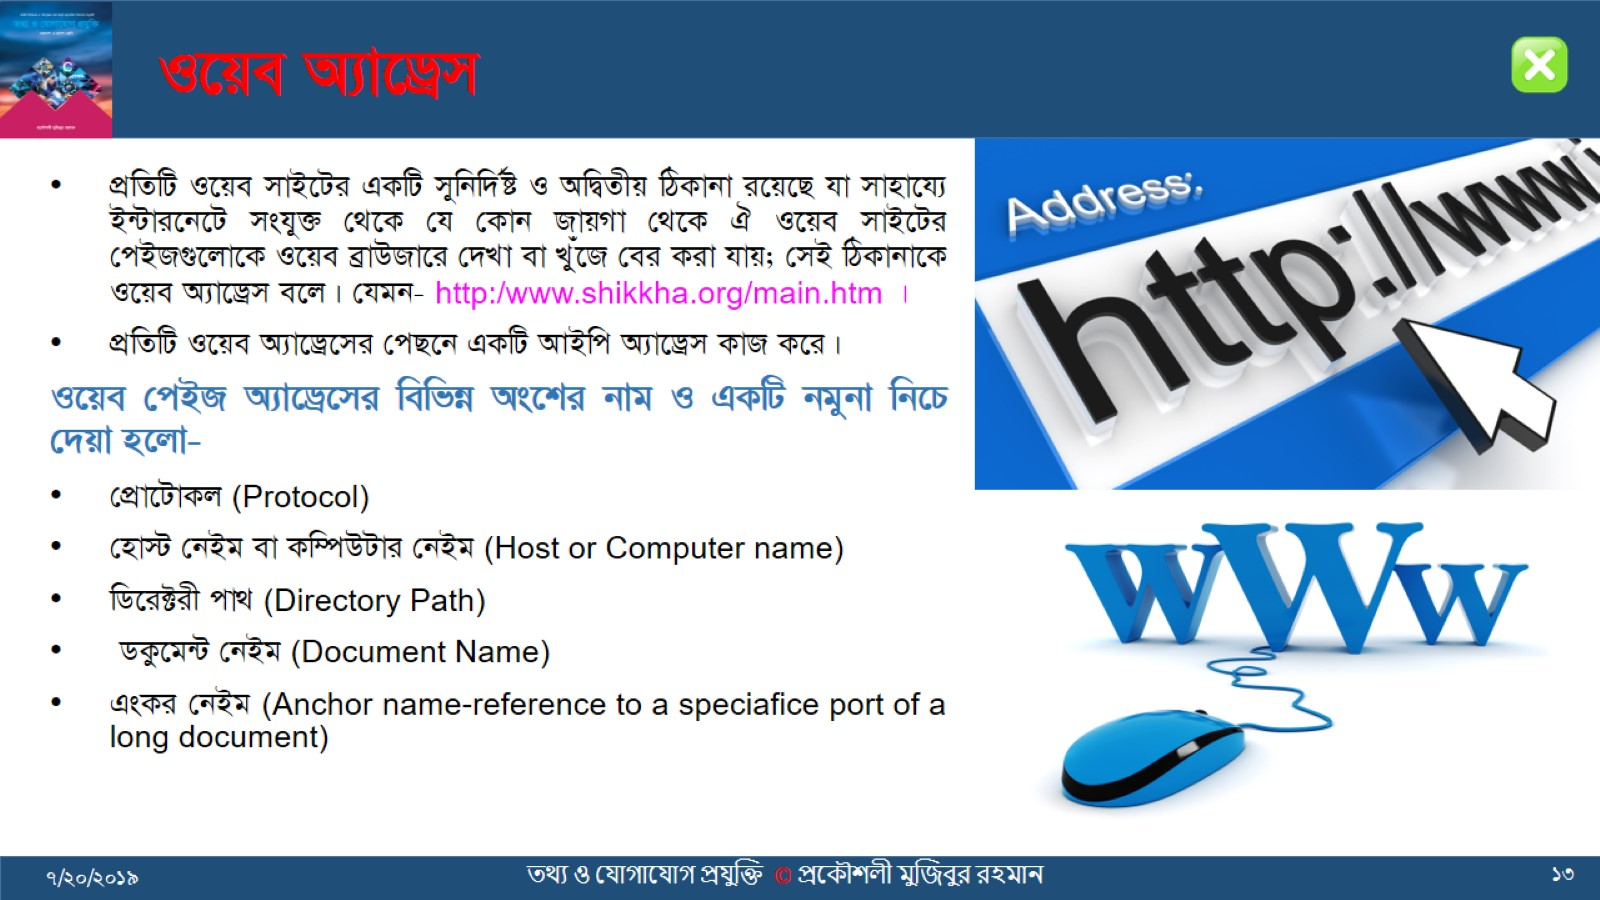 তথ্য ও যোগাযোগ প্রযুক্তি
ওয়েব অ্যাড্রেস
• প্রতিটি ওয়েব সাইটের একটি সুনির্দিষ্ট ও অদ্বিতীয় ঠিকানা রয়েছে যা সাহায্যে
ইন্টারনেটে সংযুক্ত থেকে যে কোন জায়গা থেকে ঐ ওয়েব সাইটের
পেইজগুলোকে ওয়েব ব্রাউজারে দেখা বা খুঁজে বের করা যায়; সেই ঠিকানাকে
ওয়েব অ্যাড্রেস বলে। যেমন- http:/www.shikkha.org/main.htm ।
• প্রতিটি ওয়েব অ্যাড্রেসের পেছনে একটি আইপি অ্যাড্রেস কাজ করে।
ওয়েব পেইজ অ্যাড্রেসের বিভিন্ন অংশের নাম ও একটি নমুনা নিচে
দেয়া হলো-
• প্রোটোকল (Protocol)
• হোস্ট নেইম বা কম্পিউটার নেইম (Host or Computer name)
• ডিরেক্টরী পাথ (Directory Path)
• ডকুমেন্ট নেইম (Document Name)
• এংকর নেইম (Anchor name-reference to a speciafice port of a
long document)
Address:
http://www.
wWw
৭/২০/২০১৯
তথ্য ও যোগাযোগ প্রযুক্তি © প্রকৌশলী মুজিবুর রহমান
১৩